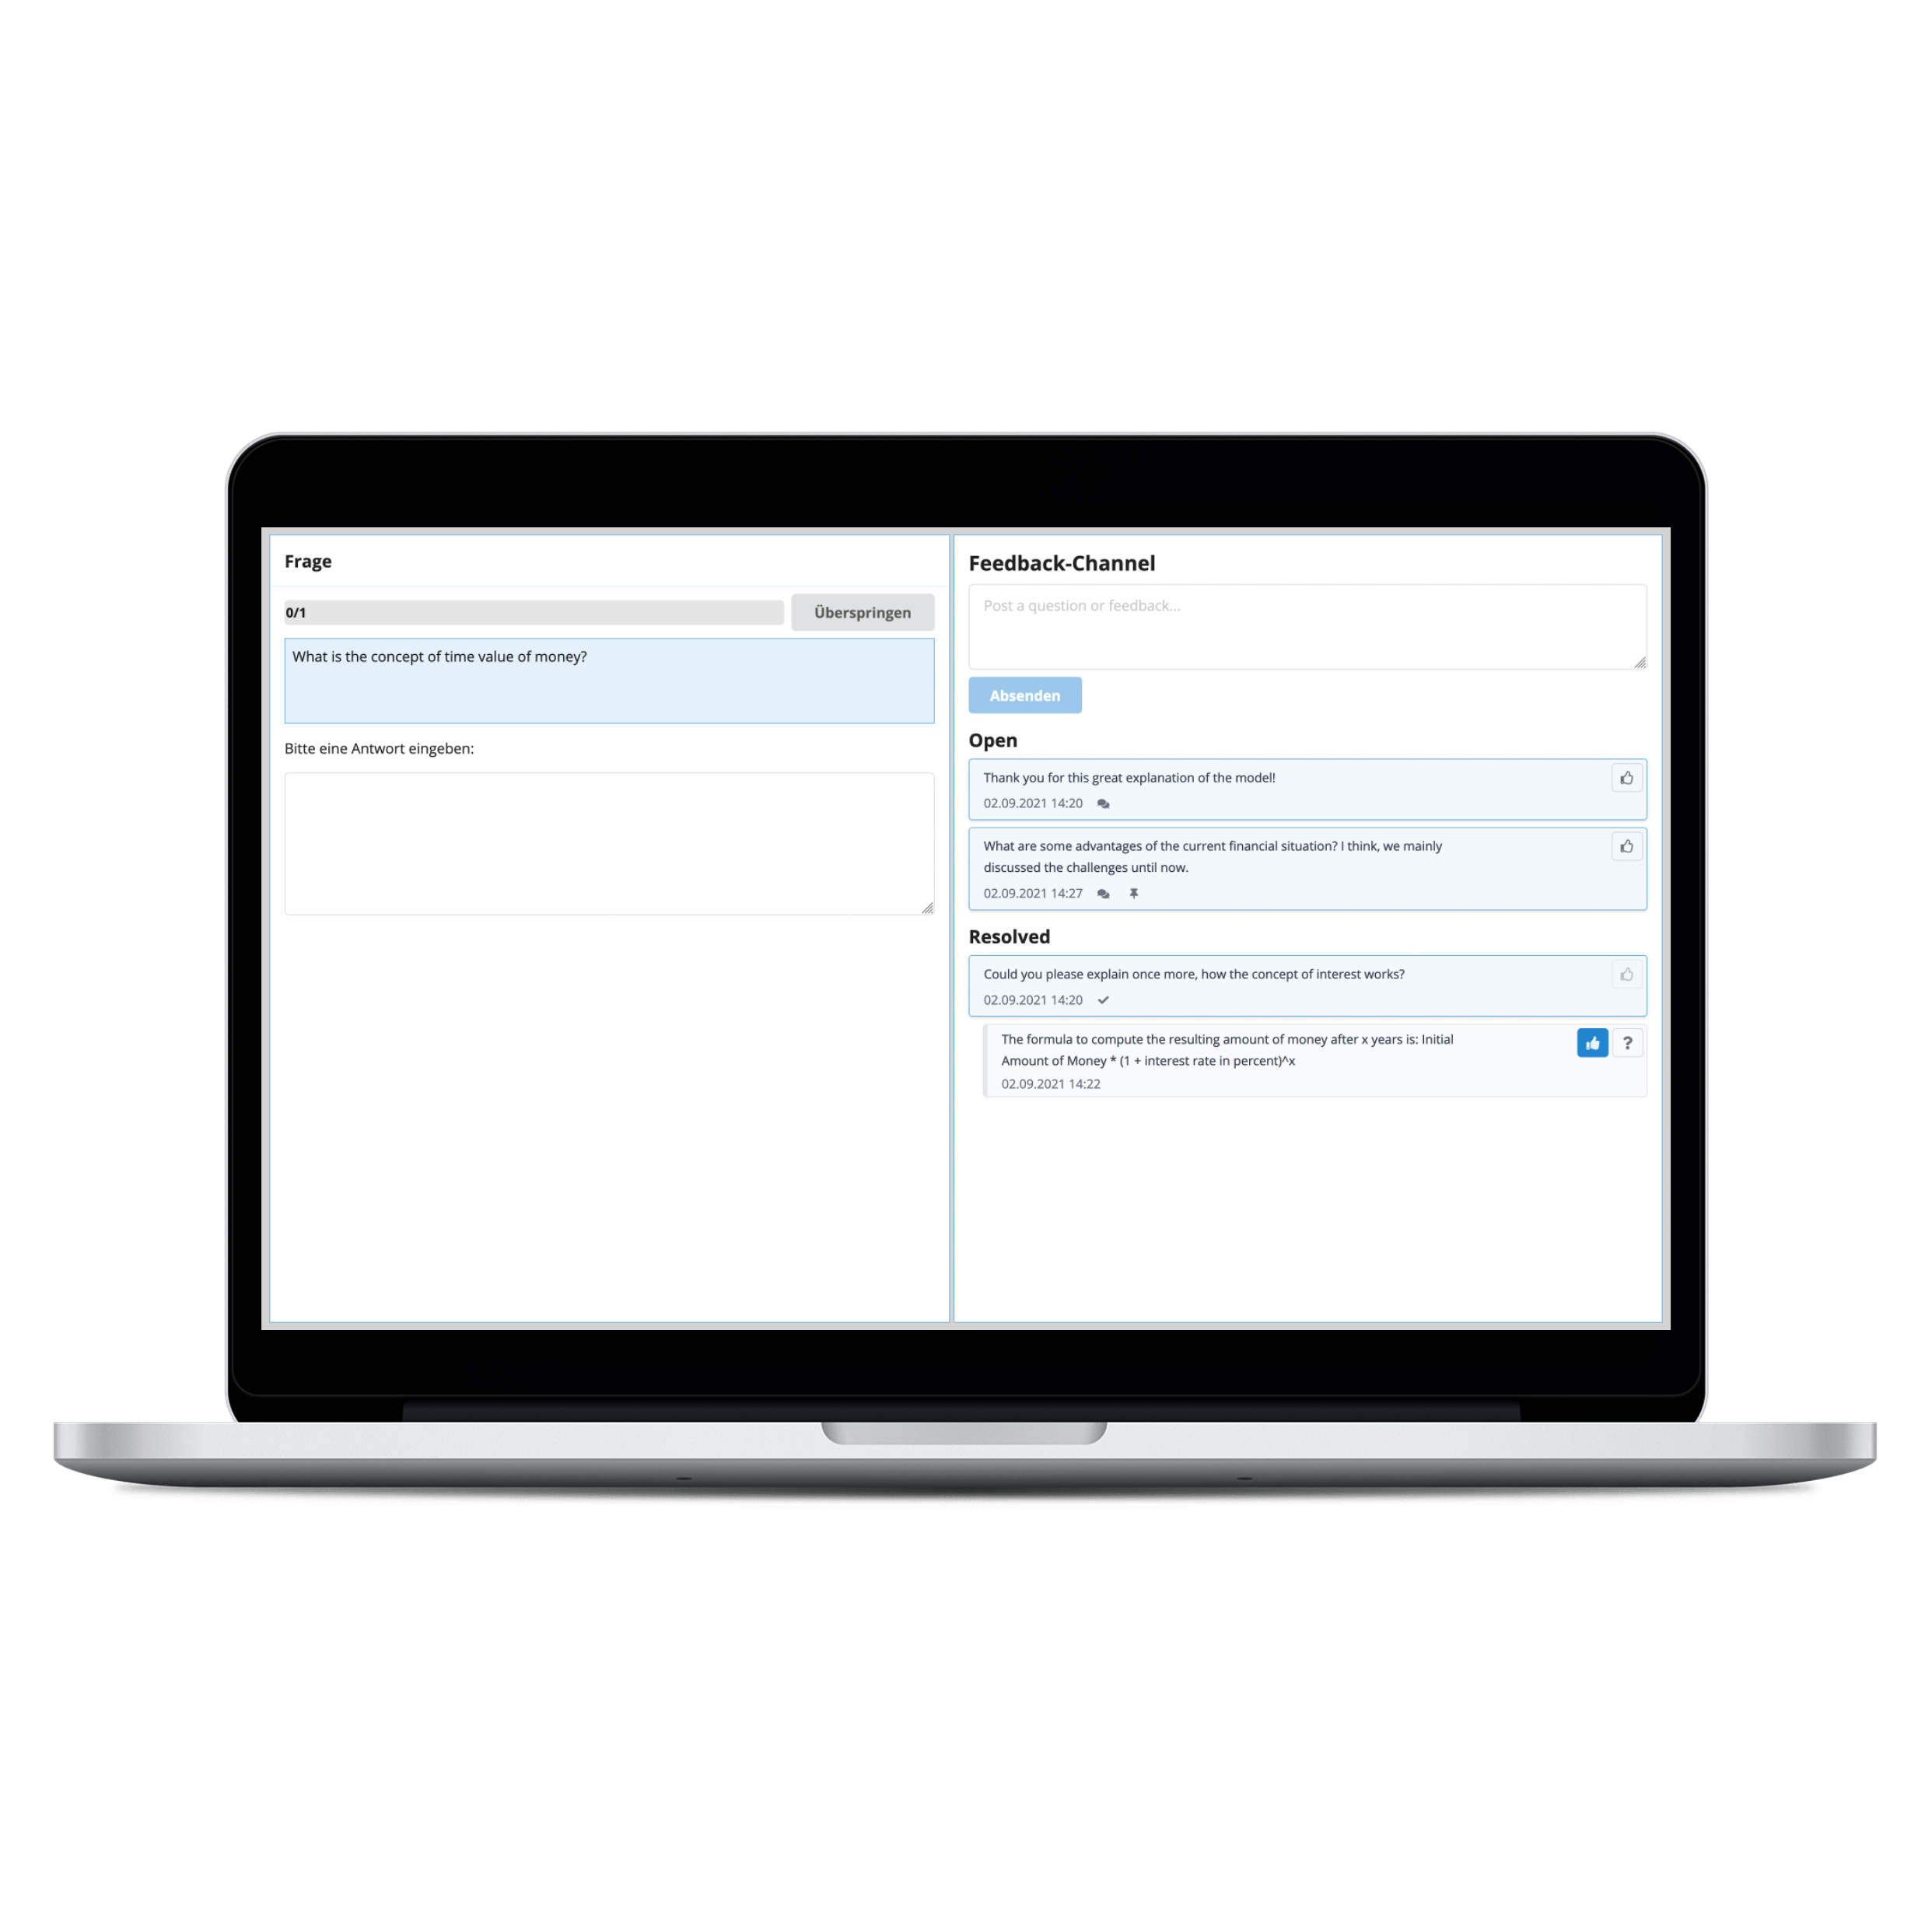 Frage
0/1
Überspringen
What is the concept of time value of money?
Bitte eine Antwort eingeben:
Feedback-Channel
Post a question or feedback...
Absenden
Open
Thank you for this great explanation of the model!
02.09.2021 14:20
What are some advantages of the current financial situation? I think, we mainly
discussed the challenges until now.
02.09.2021 14:27
Resolved
Could you please explain once more, how the concept of interest works?
02.09.2021 14:20
The formula to compute the resulting amount of money after x years is: Initial
Amount of Money * (1 + interest rate in percent)^x
02.09.2021 14:22
?